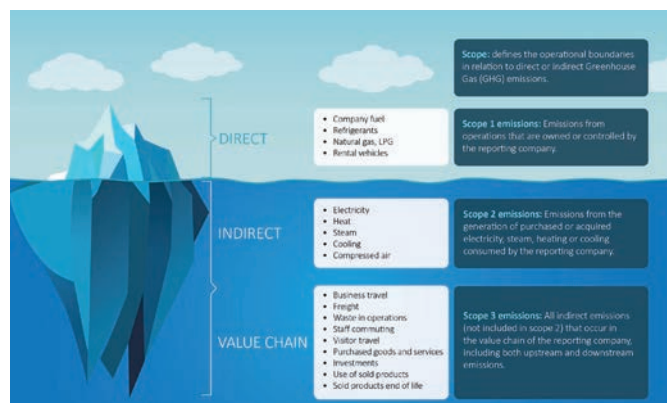 Scope: defines the operational boundaries
in relation to direct or indirect Greenhouse
Gas (GHG) emissions.
DIRECT
• Company fuel
• Refrigerants
• Natural gas, LPG
• Rental vehicles
Scope 1 emissions: Emissions from
operations that are owned or controlled by
the reporting company.
INDIRECT
• Electricity
• Heat
• Steam
• Cooling
• Compressed air
Scope 2 emissions: Emissions from the
generation of purchased or acquired
electricity, steam, heating or cooling
consumed by the reporting company.
VALUE CHAIN
• Business travel
• Freight
• Waste in operations
• Staff commuting
• Visitor travel
• Purchased goods and services
• Investments
• Use of sold products
• Sold products end of life
Scope 3 emissions: All indirect emissions
(not included in scope 2) that occur in
the value chain of the reporting company,
including both upstream and downstream
emissions.